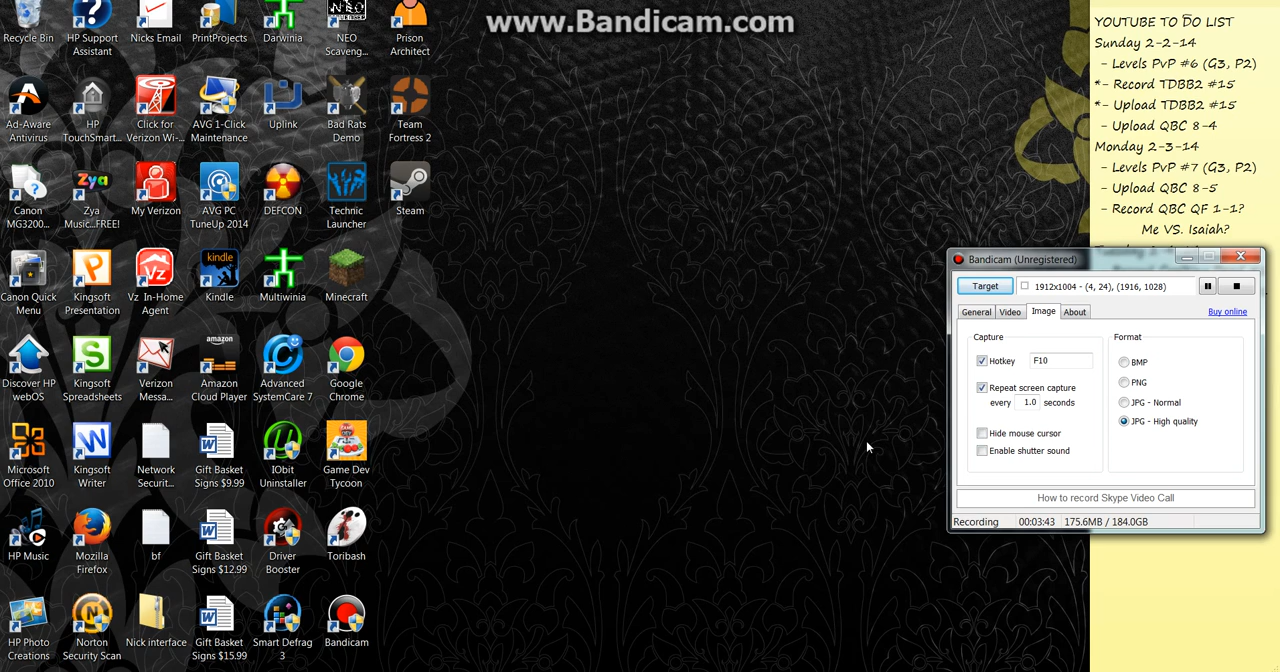 www.Bandicam.com
Recycle Bin
HP Support
Assistant
Nicks Email
PrintProjects
Darwinia
NEO
Scaveng...
Prison
Architect
Ad-Aware
Antivirus
HP
TouchSmart...
Click for
Verizon Wi-...
AVG 1-Click
Maintenance
Uplink
Bad Rats
Demo
Team
Fortress 2
Canon
MG3200...
Zya
Music...FREE!
My Verizon
AVG PC
TuneUp 2014
DEFCON
Technic
Launcher
Steam
Canon Quick
Menu
Kingsoft
Presentation
Vz In-Home
Agent
Kindle
Multiwinia
Minecraft
Discover HP
webOS
Kingsoft
Spreadsheets
Verizon
Messa...
Amazon
Cloud Player
Advanced
SystemCare 7
Google
Chrome
Microsoft
Office 2010
Kingsoft
Writer
Network
Securit...
Gift Basket
Signs $9.99
IObit
Uninstaller
Game Dev
Tycoon
HP Music
Mozilla
Firefox
bf
Gift Basket
Signs $12.99
Driver
Booster
Toribash
HP Photo
Creations
Norton
Security Scan
Nick interface
Gift Basket
Signs $15.99
Smart Defrag
3
Bandicam
YOUTUBE TO DO LIST
Sunday 2-2-14
- Levels PvP #6 (G3, P2)
*- Record TDBB2 #15
*- Upload TDBB2 #15
- Upload QBC 8-4
Monday 2-3-14
- Levels PvP #7 (G3, P2)
- Upload QBC 8-5
- Record QBC QF 1-1?
Me VS. Isaiah?
Bandicam (Unregistered)
Target
1912x1004 - (4, 24), (1916, 1028)
General Video Image About
Buy online
Capture
Hotkey F10
Repeat screen capture
every 1.0 seconds
Hide mouse cursor
Enable shutter sound
Format
BMP
PNG
JPG - Normal
JPG - High quality
How to record Skype Video Call
Recording 00:03:43 175.6MB / 184.0GB